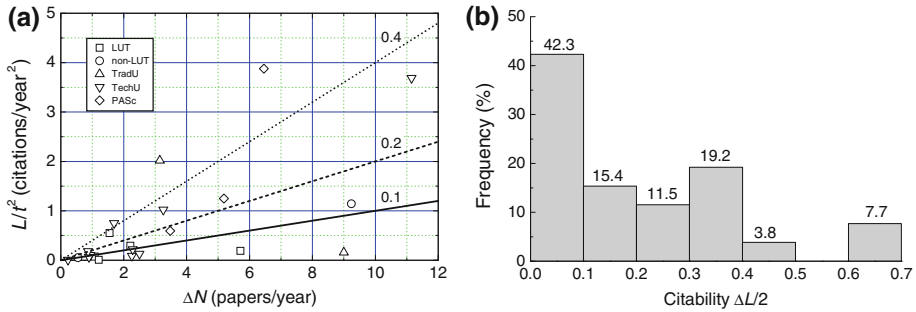 (a)
L/t² (citations/year²)
5
4
3
2
1
0
LUT
non-LUT
TradU
TechU
PASc
0.4
0.2
0.1
0 2 4 6 8 10 12
ΔN (papers/year)
(b)
Frequency (%)
50
40
30
20
10
0
42.3
15.4
11.5
19.2
3.8
7.7
0.0 0.1 0.2 0.3 0.4 0.5 0.6 0.7
Citability ΔL/2